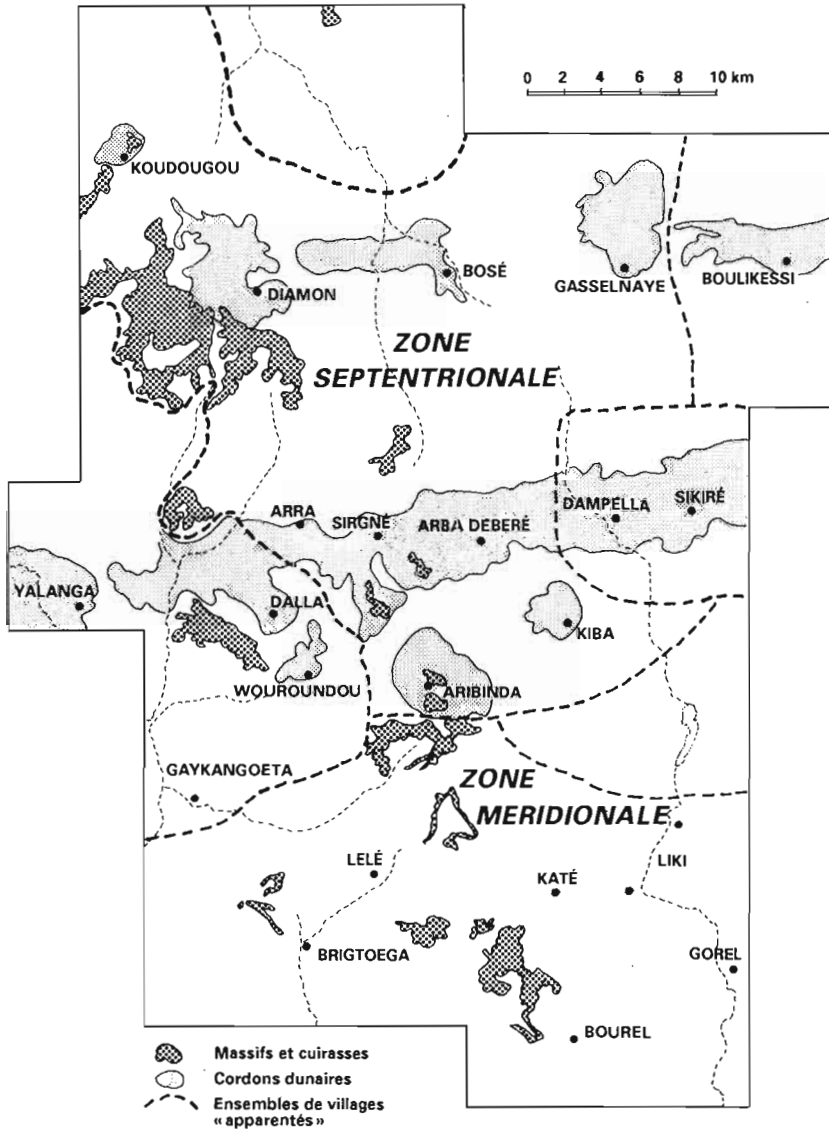 0 2 4 6 8 10 km
KOUDOUGOU
BOSÉ
GASSELNAYE
BOULIKESSI
DIAMON
ZONE
SEPTENTRIONALE
ARRA
SIRGNÉ
ARBA DEBERÉ
DAMPELLA
SIKIRÉ
YALANGA
DALLA
KIBA
WOUROUNDOU
ARIBINDA
GAYKANGOETA
ZONE
MERIDIONALE
LELÉ
KATÉ
LIKI
BRIGTOEGA
GOREL
BOUREL
Massifs et cuirasses
Cordons dunaires
Ensembles de villages
« apparentés »